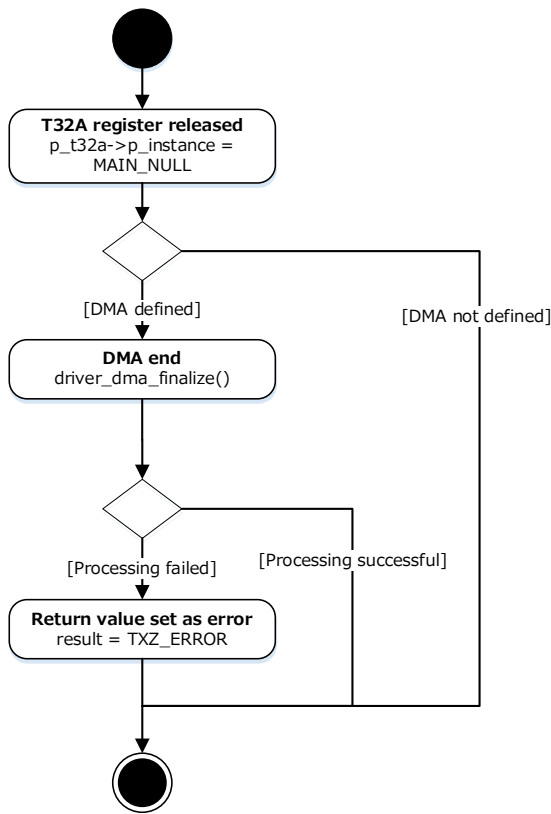 T32A register released
p_t32a->p_instance =
MAIN_NULL
[DMA defined]
[DMA not defined]
DMA end
driver_dma_finalize()
[Processing successful]
[Processing failed]
Return value set as error
result = TXZ_ERROR